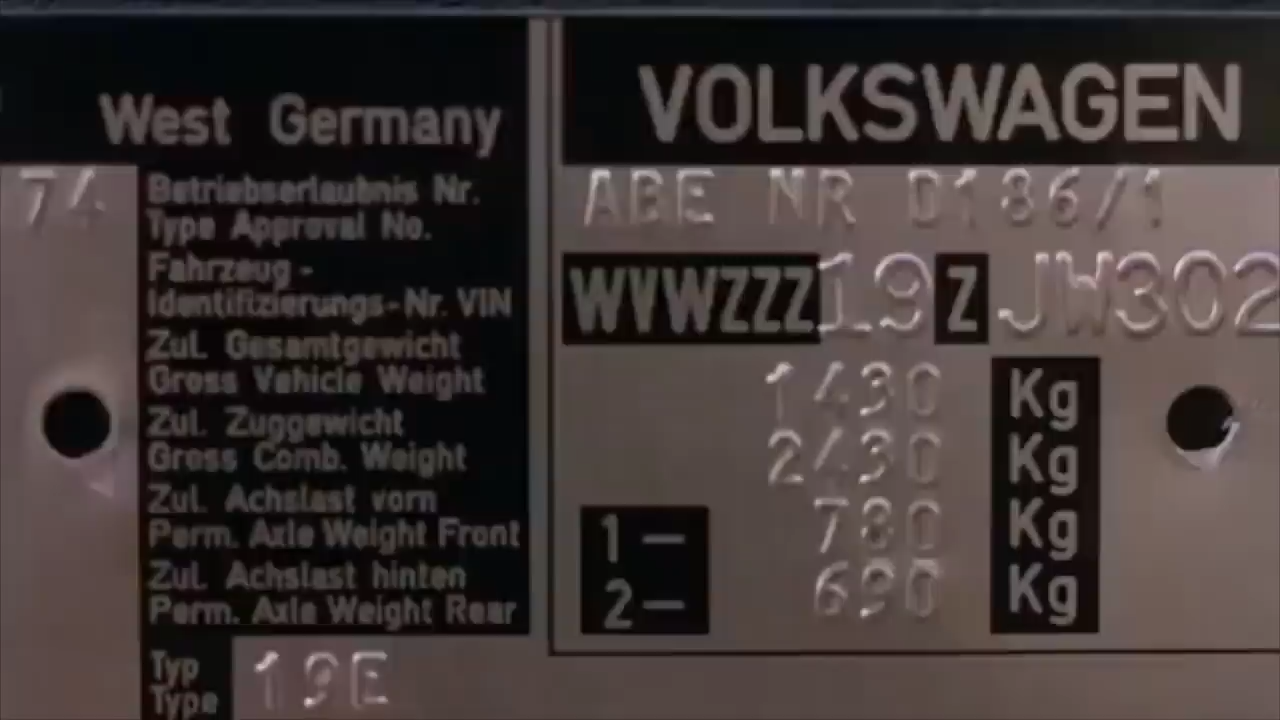 West Germany
VOLKSWAGEN
74
Betriebserlaubnis Nr.
Type Approval No.
ABE NR D186/1
Fahrzeug-
Identifizierungs-Nr. VIN
WVWZZZ19ZJW302
Zul. Gesamtgewicht
Gross Vehicle Weight
1430 Kg
Zul. Zuggewicht
Gross Comb. Weight
2430 Kg
Zul. Achslast vorn
Perm. Axle Weight Front
1 – 780 Kg
Zul. Achslast hinten
Perm. Axle Weight Rear
2 – 690 Kg
Typ
Type
19E